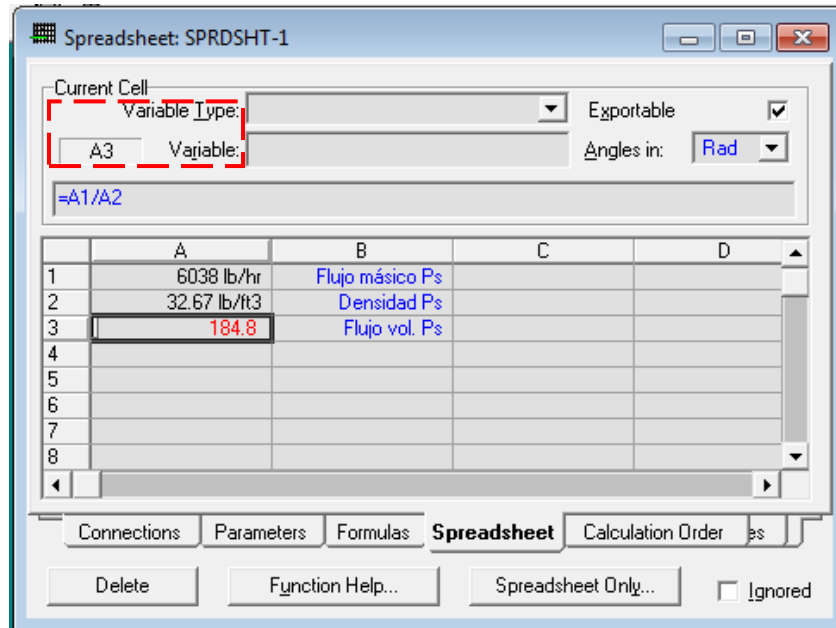 Spreadsheet: SPRDSHT-1
Current Cell
Variable Type:
Exportable
A3 Variable:
Angles in: Rad
=A1/A2
A B C D
1 6038 lb/hr Flujo másico Ps
2 32.67 lb/ft3 Densidad Ps
3 184.8 Flujo vol. Ps
4
5
6
7
8
Connections Parameters Formulas Spreadsheet Calculation Order es
Delete Function Help... Spreadsheet Only... Ignored